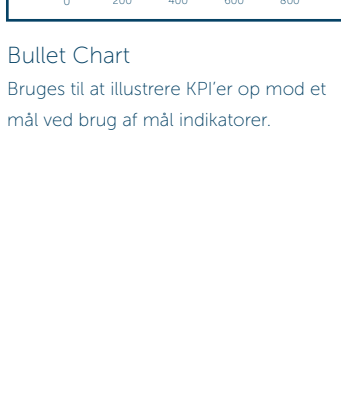 0 200 400 600 800
Bullet Chart
Bruges til at illustrere KPI’er op mod et
mål ved brug af mål indikatorer.